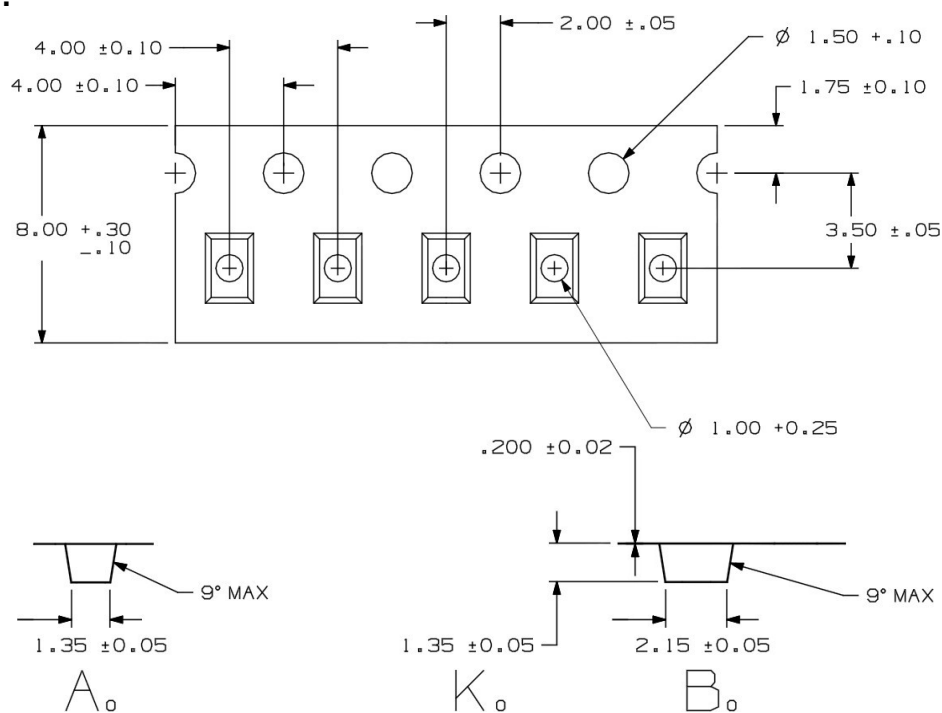 2.00 ±.05
4.00 ±0.10
Ø 1.50 +.10
4.00 ±0.10
1.75 ±0.10
8.00 +.30
-.10
3.50 ±.05
Ø 1.00 +0.25
.200 ±0.02
9° MAX
9° MAX
1.35 ±0.05
1.35 ±0.05
2.15 ±0.05
A₀
K₀
B₀